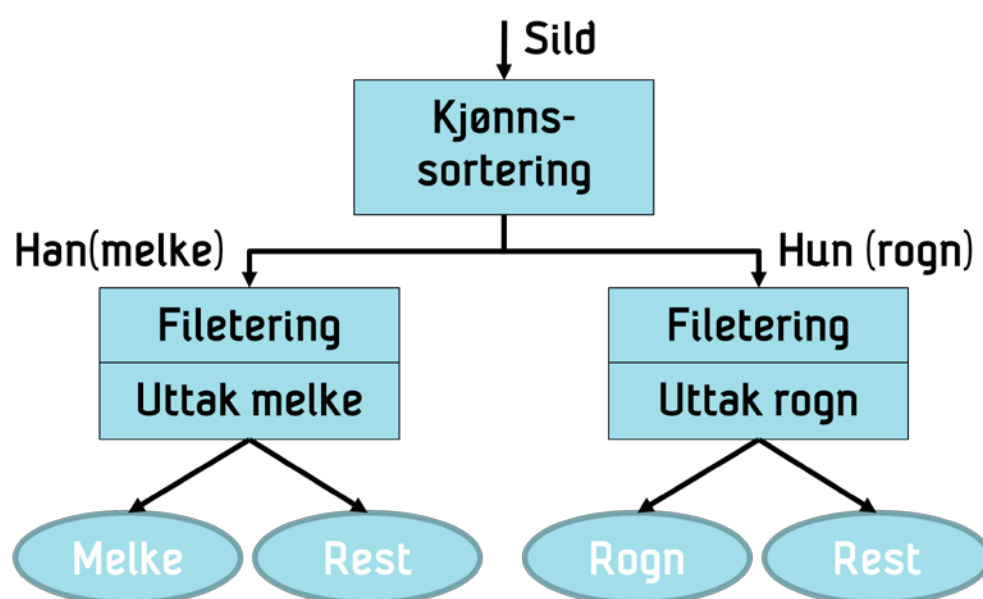 Sild
Kjønns-
sortering
Han(melke)
Hun (rogn)
Filetering
Uttak melke
Filetering
Uttak rogn
Melke
Rest
Rogn
Rest